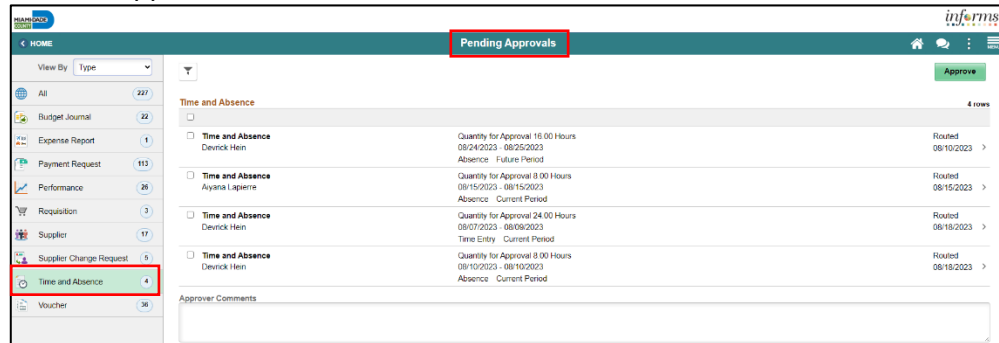 MIAMI-DADE
COUNTY
informs
HOME
Pending Approvals
MENU
View By Type
All 227
Budget Journal 22
Expense Report 1
Payment Request 113
Performance 26
Requisition 3
Supplier 17
Supplier Change Request 5
Time and Absence 4
Voucher 36
Approve
Time and Absence 4 rows
Time and Absence Quantity for Approval 16.00 Hours Routed
Devrick Hein 08/24/2023 - 08/25/2023 08/10/2023
Absence Future Period
Time and Absence Quantity for Approval 8.00 Hours Routed
Aiyana Lapierre 08/15/2023 - 08/15/2023 08/15/2023
Absence Current Period
Time and Absence Quantity for Approval 24.00 Hours Routed
Devrick Hein 08/07/2023 - 08/09/2023 08/18/2023
Time Entry Current Period
Time and Absence Quantity for Approval 8.00 Hours Routed
Devrick Hein 08/10/2023 - 08/10/2023 08/18/2023
Absence Current Period
Approver Comments